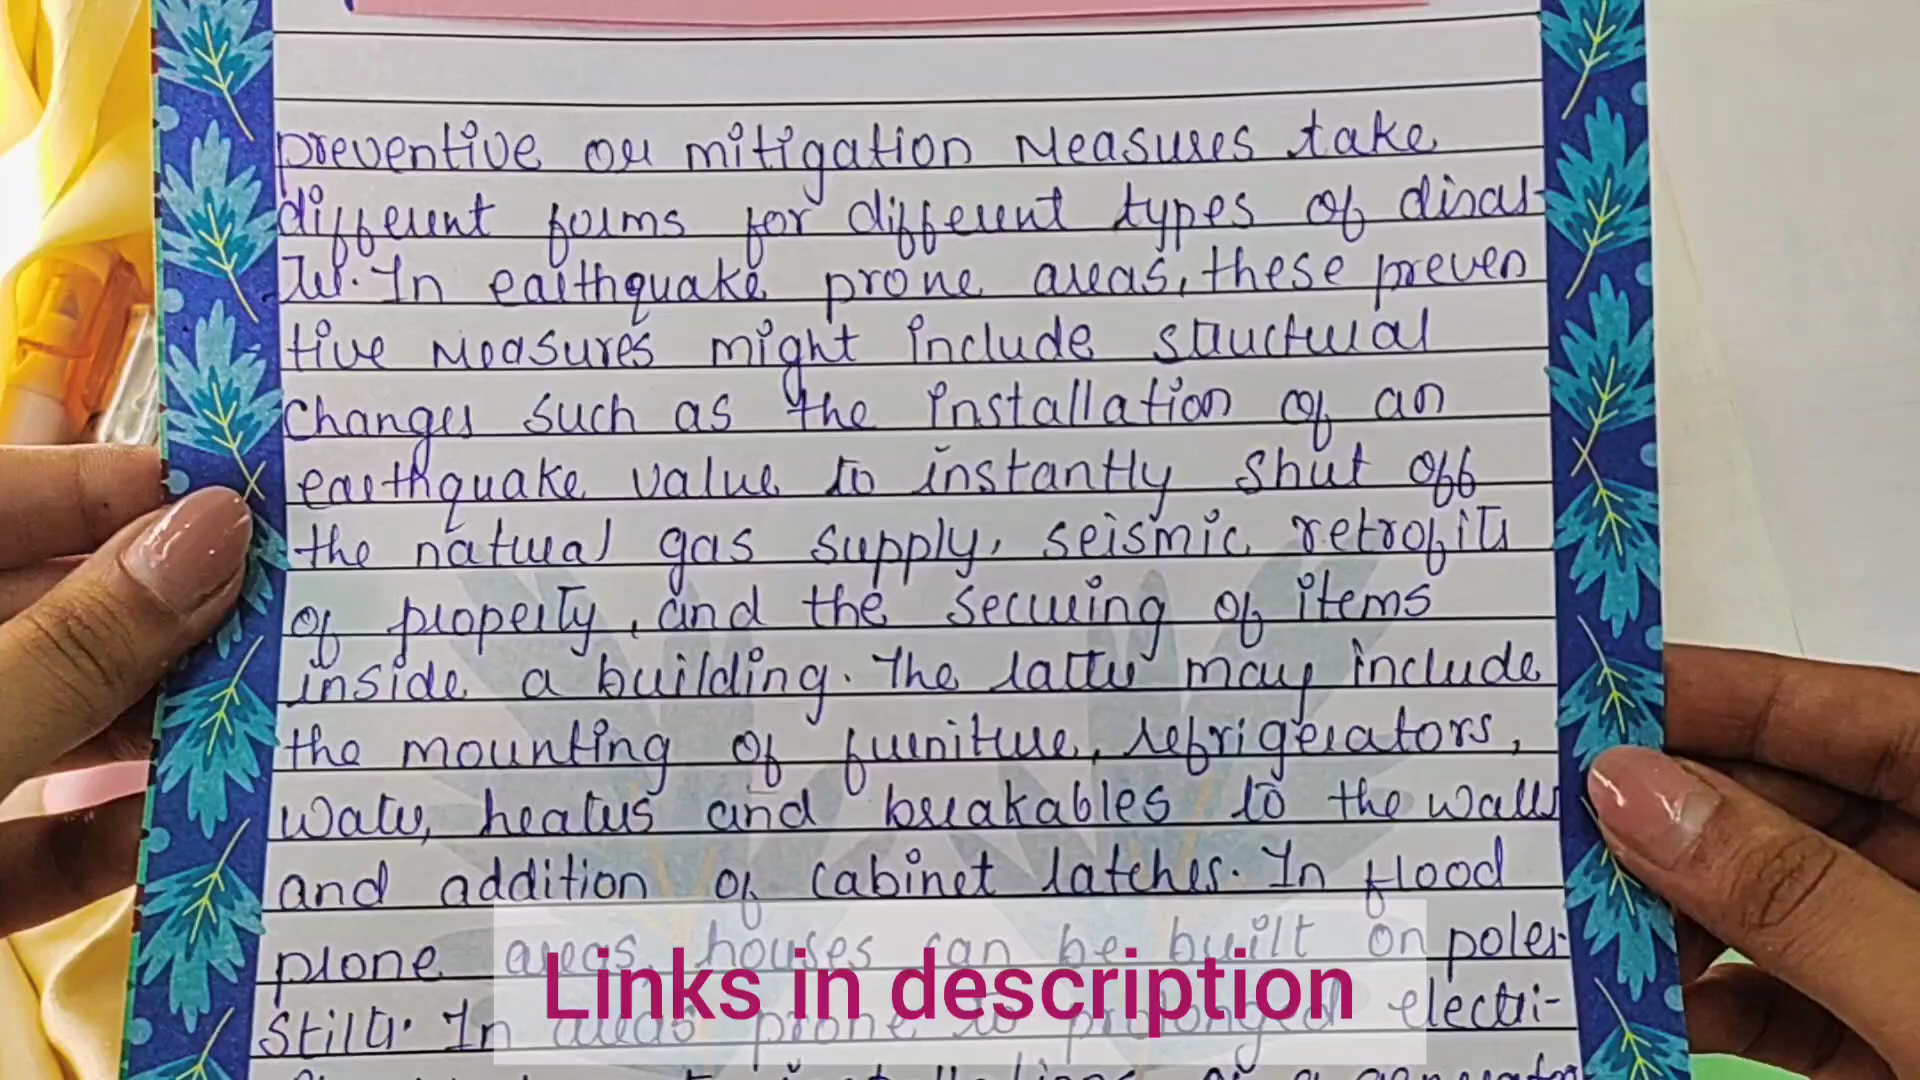 preventive or mitigation Measures take
different forms for different types of disas-
ter. In earthquake prone areas, these preven
tive Measures might include structural
changes such as the installation of an
earthquake value to instantly shut off
the natural gas supply, seismic retrofits
of property, and the securing of items
inside a building. The latter may include
the mounting of furniture, refrigerators,
water, heaters and breakables to the walls
and addition of cabinet latches. In flood
prone areas, houses can be built on poles-
stilts. In areas prone to prolonged electri-
Links in description